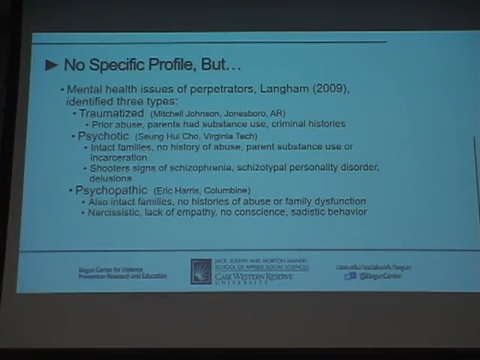 ► No Specific Profile, But…
• Mental health issues of perpetrators, Langham (2009),
identified three types:
• Traumatized (Mitchell Johnson, Jonesboro, AR)
• Prior abuse, parents had substance use, criminal histories
• Psychotic (Seung Hui Cho, Virginia Tech)
• Intact families, no history of abuse, parent substance use or
incarceration
• Shooters signs of schizophrenia, schizotypal personality disorder,
delusions
• Psychopathic (Eric Harris, Columbine)
• Also intact families, no histories of abuse or family dysfunction
• Narcissistic, lack of empathy, no conscience, sadistic behavior
Begun Center for Violence
Prevention Research and Education
JACK, JOSEPH AND MORTON MANDEL
SCHOOL OF APPLIED SOCIAL SCIENCES
CASE WESTERN RESERVE
UNIVERSITY
case.edu/socialwork/begun
@BegunCenter